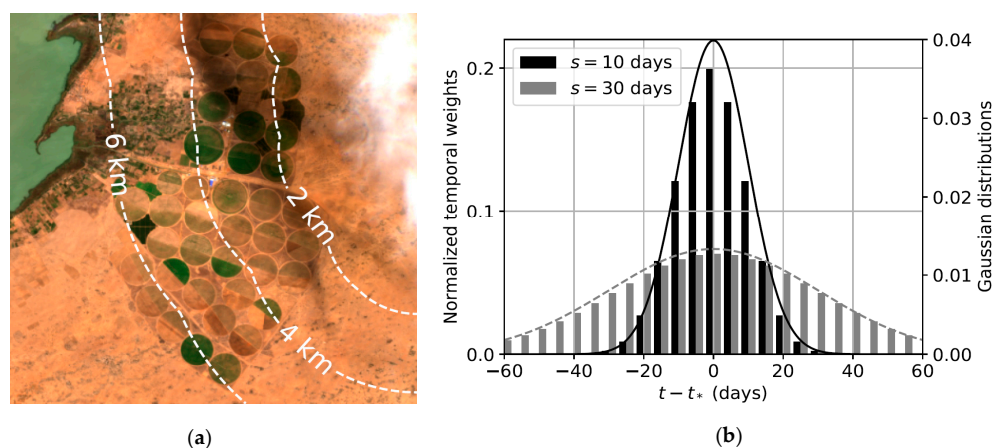 6 km
4 km
2 km
(a)
s = 10 days
s = 30 days
Normalized temporal weights
0.2
0.1
0.0
0.04
0.03
0.02
0.01
0.00
Gaussian distributions
−60 −40 −20 0 20 40 60
t − t* (days)
(b)